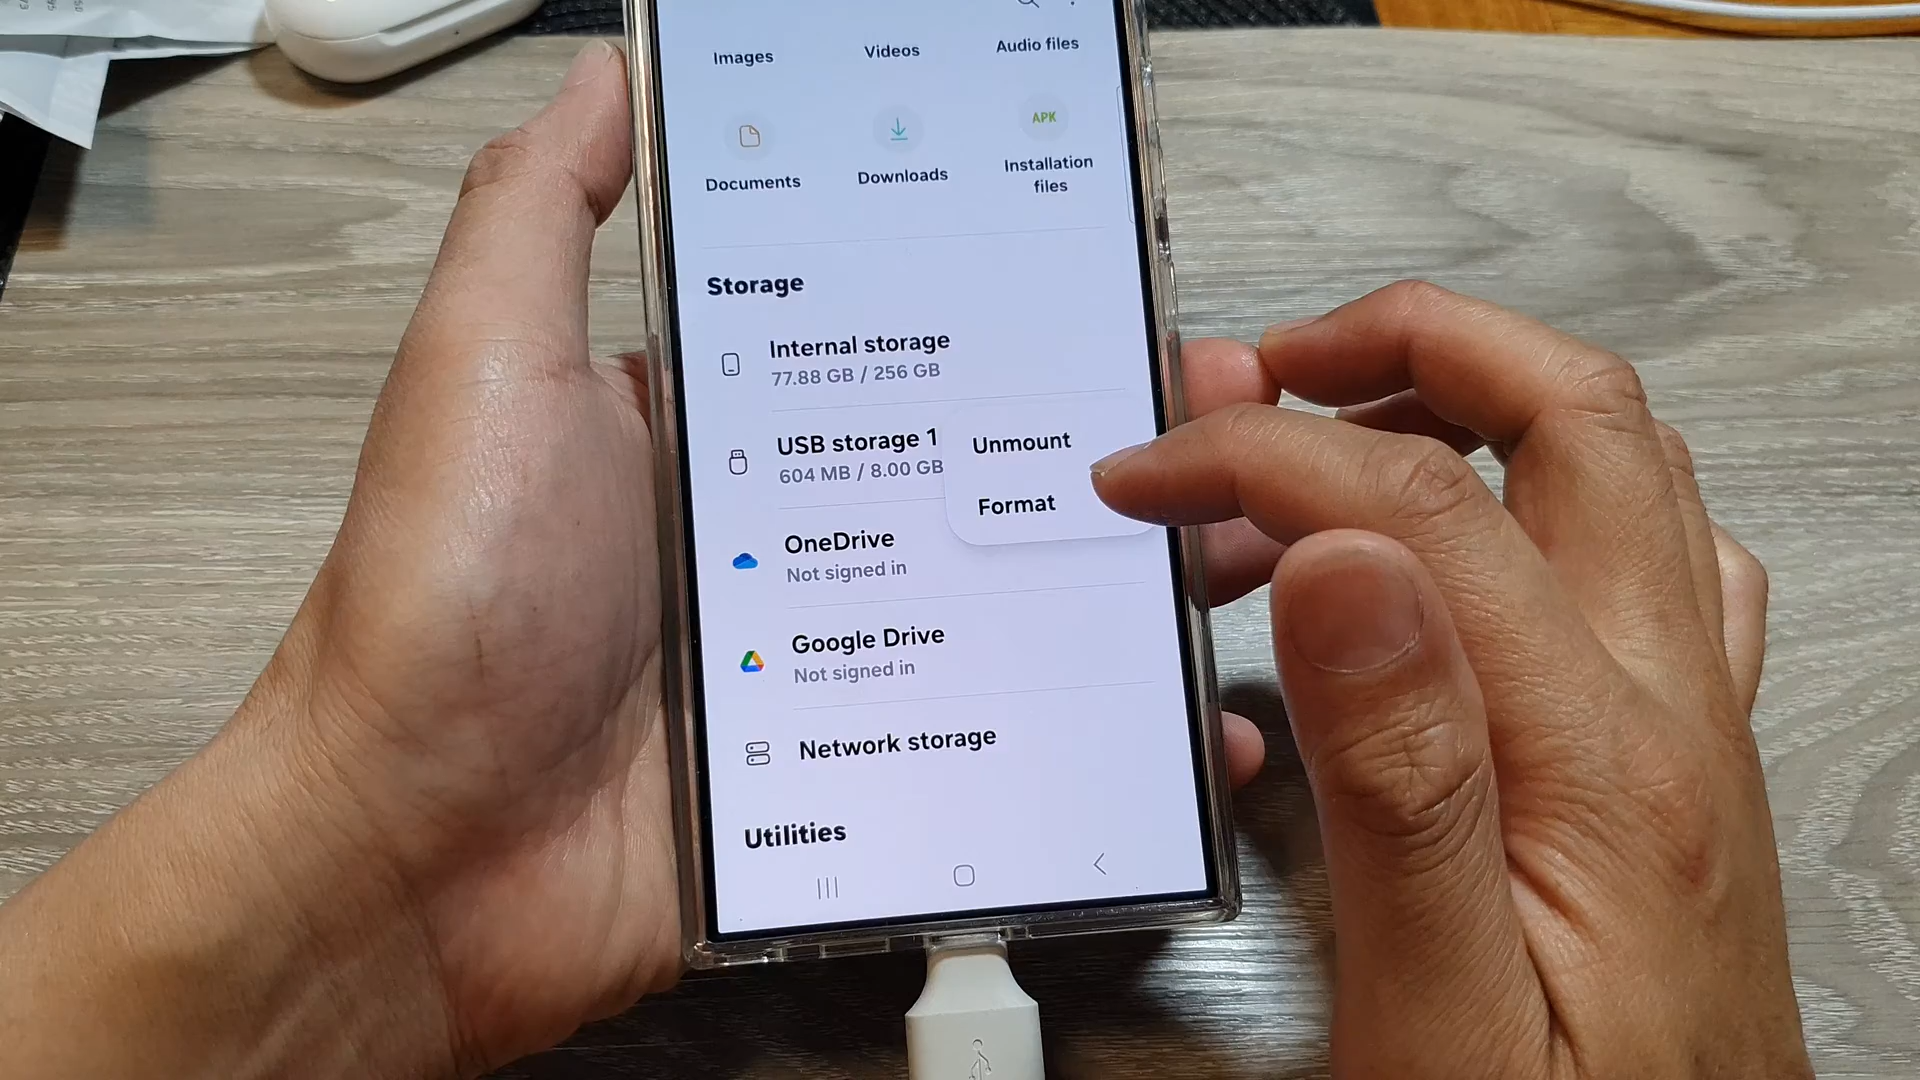 Images
Videos
Audio files
Documents
Downloads
APK
Installation
files
Storage
Internal storage
77.88 GB / 256 GB
USB storage 1
604 MB / 8.00 GB
Unmount
Format
OneDrive
Not signed in
Google Drive
Not signed in
Network storage
Utilities